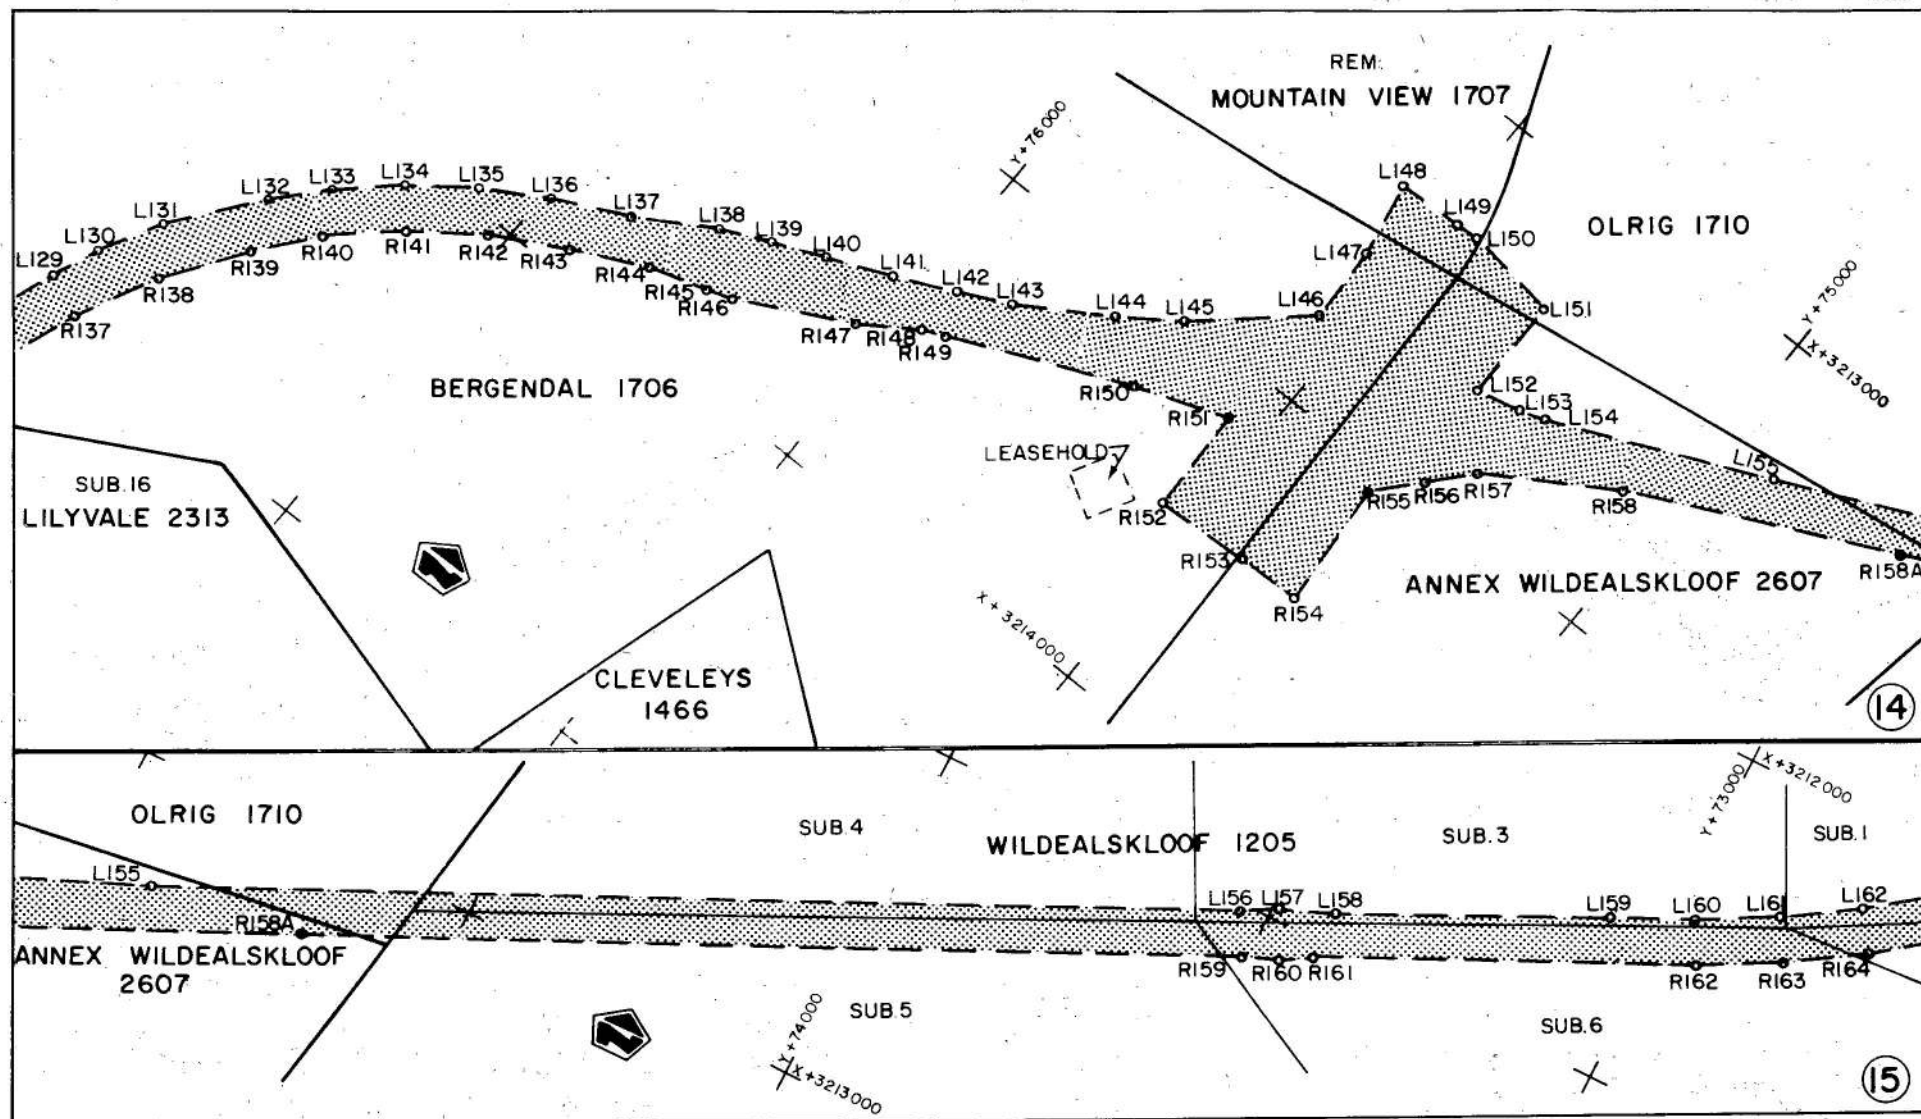 REM:
MOUNTAIN VIEW 1707
Y+76000
L129
L130
L131
L132
L133
L134
L135
L136
L137
L138
L139
L140
L141
L142
L143
L144
L145
L146
L147
L148
L149
L150
L151
L152
L153
L154
L155
OLRIG 1710
Y+75000
X+3213000
R137
R138
R139
R140
R141
R142
R143
R144
R145
R146
R147
R148
R149
R150
R151
R152
R153
R154
R155
R156
R157
R158
R158A
BERGENDAL 1706
LEASEHOLD
SUB.16
LILYVALE 2313
ANNEX WILDEALSKLOOF 2607
X+3214000
CLEVELEYS
1466
14
OLRIG 1710
SUB.4
WILDEALSKLOOF 1205
SUB.3
Y+73000
X+3212000
SUB.1
L155
L156
L157
L158
L159
L160
L161
L162
R158A
R159
R160
R161
R162
R163
R164
ANNEX WILDEALSKLOOF
2607
SUB.5
SUB.6
Y+74000
X+3213000
15